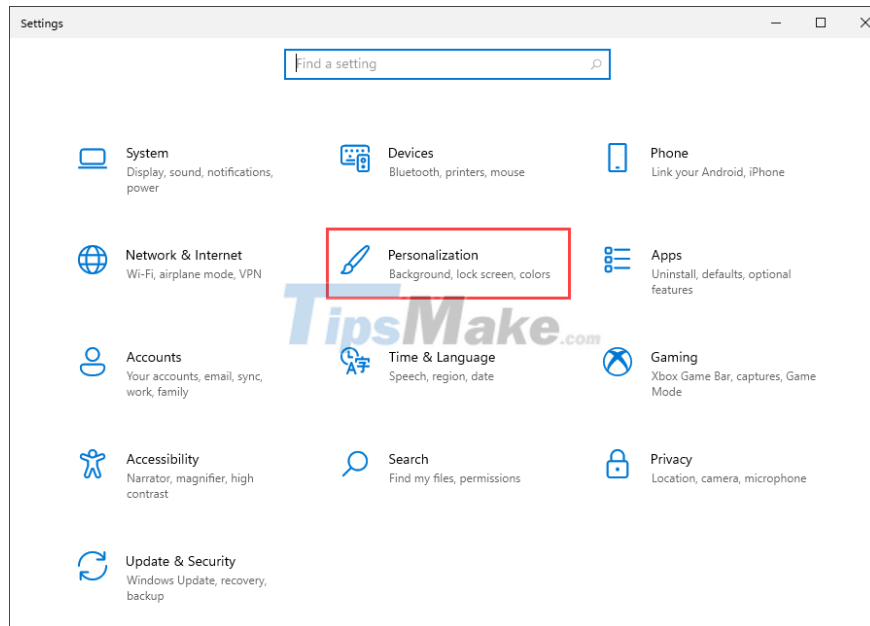 Settings
Find a setting
System
Display, sound, notifications,
power
Devices
Bluetooth, printers, mouse
Phone
Link your Android, iPhone
Network & Internet
Wi-Fi, airplane mode, VPN
Personalization
Background, lock screen, colors
Apps
Uninstall, defaults, optional
features
TipsMake.com
Accounts
Your accounts, email, sync,
work, family
Time & Language
Speech, region, date
Gaming
Xbox Game Bar, captures, Game
Mode
Accessibility
Narrator, magnifier, high
contrast
Search
Find my files, permissions
Privacy
Location, camera, microphone
Update & Security
Windows Update, recovery,
backup